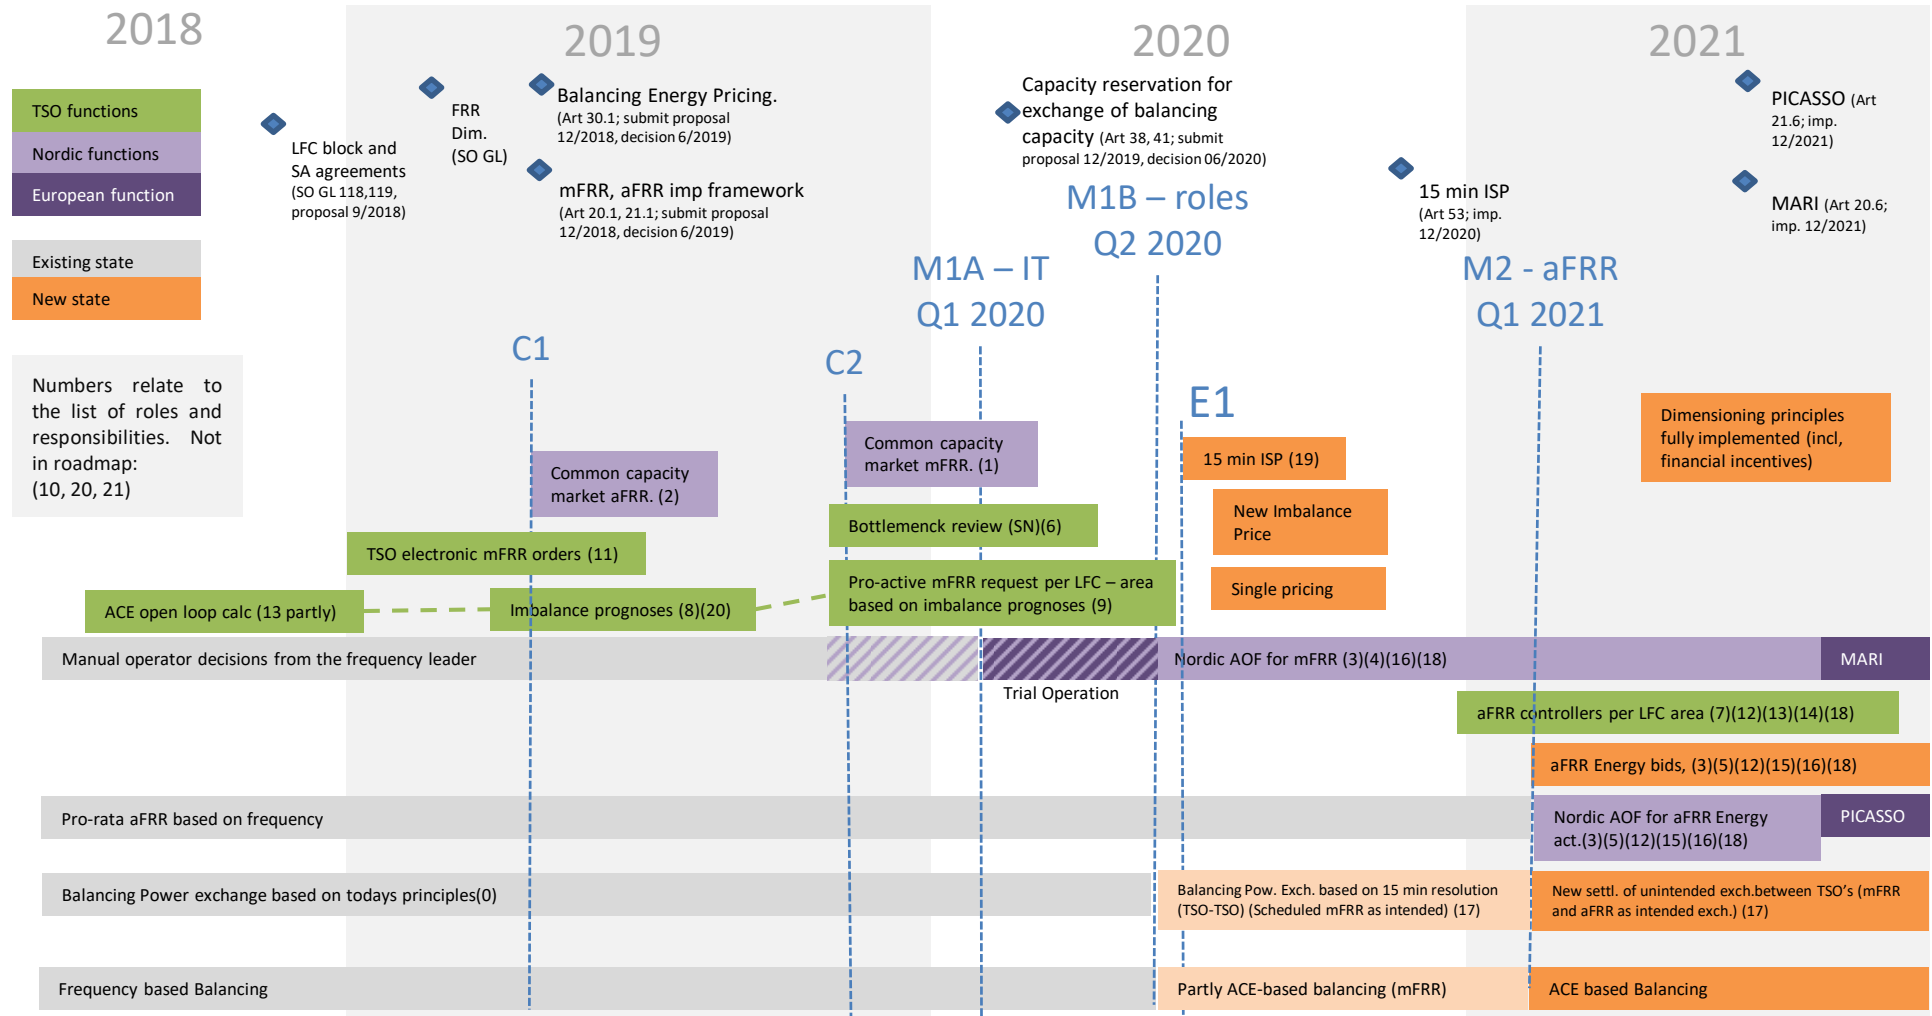 2018
2019
2020
2021
TSO functions
Nordic functions
European function
Existing state
New state
Numbers relate to
the list of roles and
responsibilities. Not
in roadmap:
(10, 20, 21)
LFC block and
SA agreements
(SO GL 118,119,
proposal 9/2018)
FRR
Dim.
(SO GL)
Balancing Energy Pricing.
(Art 30.1; submit proposal
12/2018, decision 6/2019)
mFRR, aFRR imp framework
(Art 20.1, 21.1; submit proposal
12/2018, decision 6/2019)
Capacity reservation for
exchange of balancing
capacity (Art 38, 41; submit
proposal 12/2019, decision 06/2020)
15 min ISP
(Art 53; imp.
12/2020)
PICASSO (Art
21.6; imp.
12/2021)
MARI (Art 20.6;
imp. 12/2021)
C1
C2
M1A – IT
Q1 2020
M1B – roles
Q2 2020
E1
M2 - aFRR
Q1 2021
Common capacity
market aFRR. (2)
Common capacity
market mFRR. (1)
15 min ISP (19)
Dimensioning principles
fully implemented (incl,
financial incentives)
New Imbalance
Price
Single pricing
TSO electronic mFRR orders (11)
Bottlemenck review (SN)(6)
ACE open loop calc (13 partly)
Imbalance prognoses (8)(20)
Pro-active mFRR request per LFC – area
based on imbalance prognoses (9)
Manual operator decisions from the frequency leader
Trial Operation
Nordic AOF for mFRR (3)(4)(16)(18)
MARI
aFRR controllers per LFC area (7)(12)(13)(14)(18)
aFRR Energy bids, (3)(5)(12)(15)(16)(18)
Pro-rata aFRR based on frequency
Nordic AOF for aFRR Energy
act.(3)(5)(12)(15)(16)(18)
PICASSO
Balancing Power exchange based on todays principles(0)
Balancing Pow. Exch. based on 15 min resolution
(TSO-TSO) (Scheduled mFRR as intended) (17)
New settl. of unintended exch.between TSO's (mFRR
and aFRR as intended exch.) (17)
Frequency based Balancing
Partly ACE-based balancing (mFRR)
ACE based Balancing